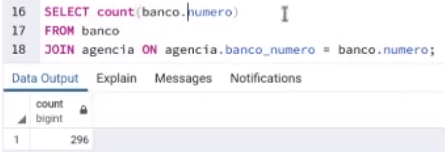 16 SELECT count(banco.numero)
17 FROM banco
18 JOIN agencia ON agencia.banco_numero = banco.numero;
Data Output Explain Messages Notifications
count
bigint
1 296